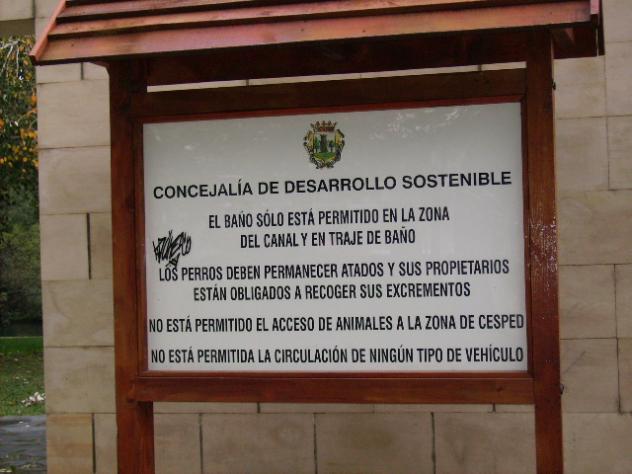 CONCEJALÍA DE DESARROLLO SOSTENIBLE
EL BAÑO SÓLO ESTÁ PERMITIDO EN LA ZONA
DEL CANAL Y EN TRAJE DE BAÑO
LOS PERROS DEBEN PERMANECER ATADOS Y SUS PROPIETARIOS
ESTÁN OBLIGADOS A RECOGER SUS EXCREMENTOS
NO ESTÁ PERMITIDO EL ACCESO DE ANIMALES A LA ZONA DE CESPED
NO ESTÁ PERMITIDA LA CIRCULACIÓN DE NINGÚN TIPO DE VEHÍCULO